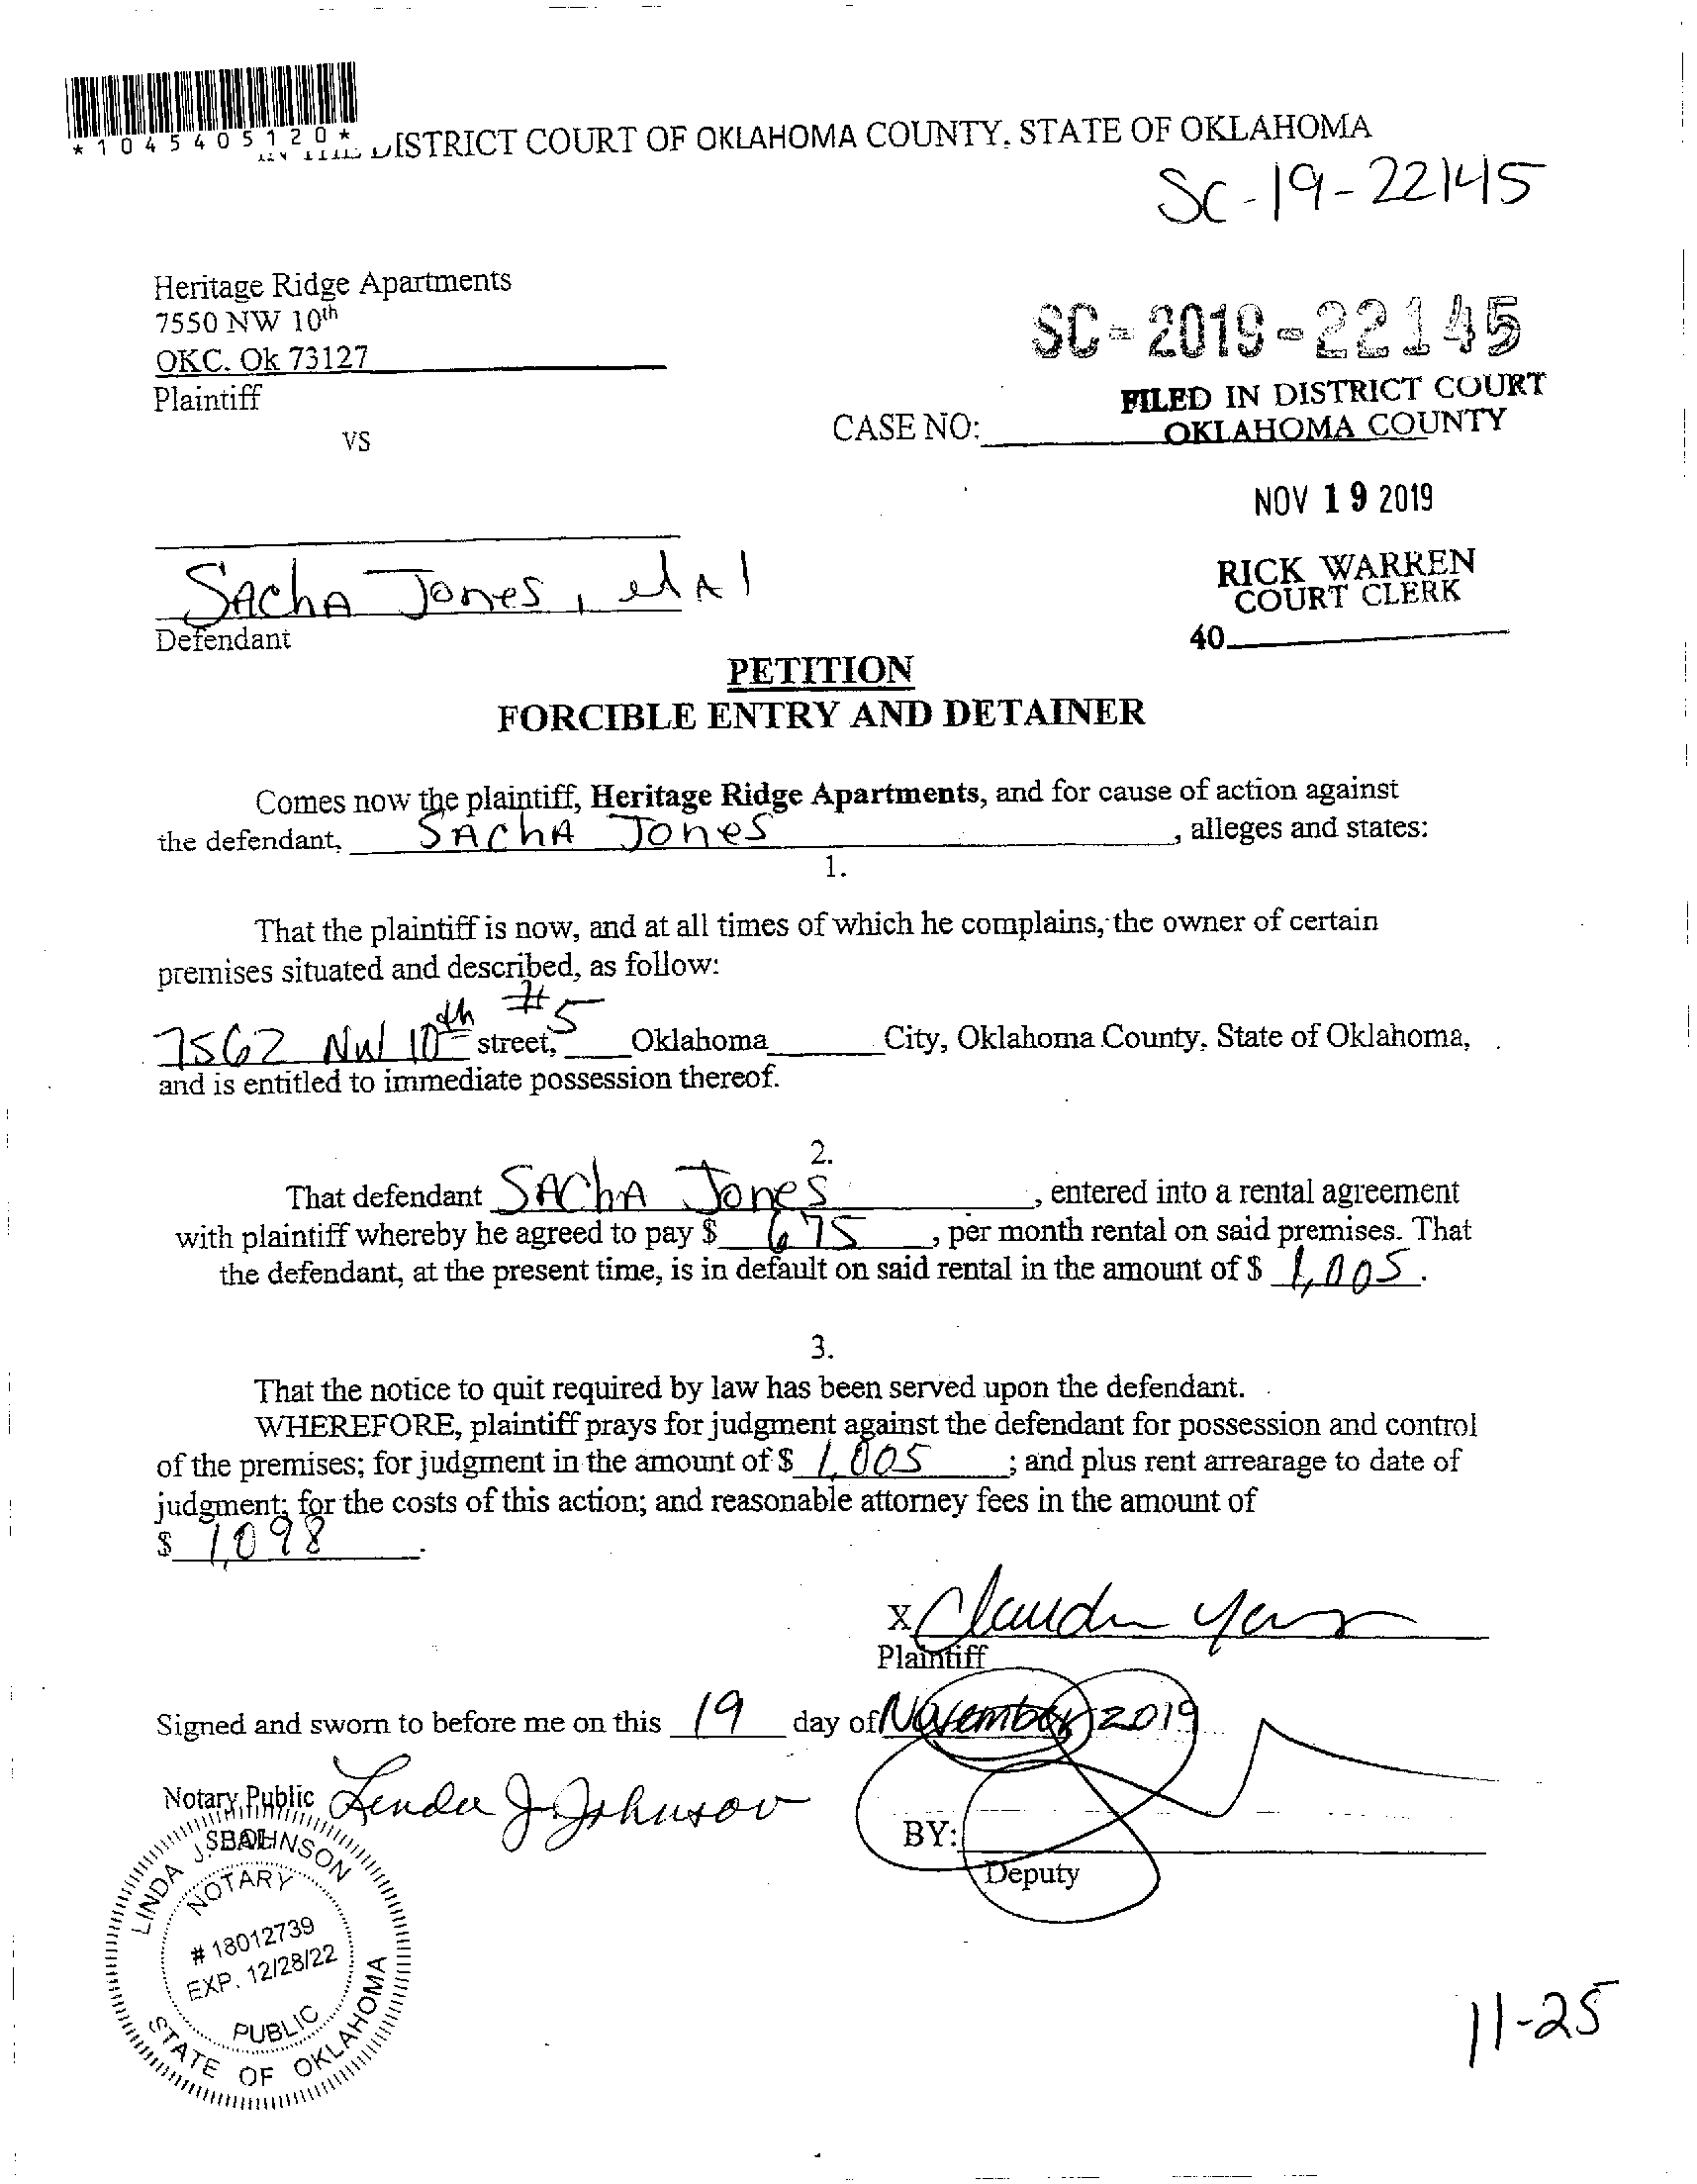 *1045405120*
DISTRICT COURT OF OKLAHOMA COUNTY, STATE OF OKLAHOMA
SC-19-22145
Heritage Ridge Apartments
7550 NW 10th
OKC. Ok 73127
Plaintiff
VS
SC-2019-22145
FILED IN DISTRICT COURT
OKLAHOMA COUNTY
CASE NO:
NOV 19 2019
RICK WARREN
COURT CLERK
40
Sacha Jones, et Al
Defendant
PETITION
FORCIBLE ENTRY AND DETAINER
Comes now the plaintiff, Heritage Ridge Apartments, and for cause of action against
the defendant, SAChA Jones, alleges and states:
1.
That the plaintiff is now, and at all times of which he complains, the owner of certain
premises situated and described, as follow:
7562 NW 10th street, #5 Oklahoma City, Oklahoma County, State of Oklahoma,
and is entitled to immediate possession thereof.
2.
That defendant SAChA Jones, entered into a rental agreement
with plaintiff whereby he agreed to pay $ 675, per month rental on said premises. That
the defendant, at the present time, is in default on said rental in the amount of $ 1,005.
3.
That the notice to quit required by law has been served upon the defendant.
WHEREFORE, plaintiff prays for judgment against the defendant for possession and control
of the premises; for judgment in the amount of $ 1,005; and plus rent arrearage to date of
judgment; for the costs of this action; and reasonable attorney fees in the amount of
$ 1,098.
X Claudia
Plaintiff
Signed and sworn to before me on this 19 day of November 2019
Notary Public Linda J Johnson
BY:
Deputy
LINDA J. JOHNSON
SEAL
NOTARY
# 18012739
EXP. 12/28/22
PUBLIC
STATE OF OKLAHOMA
11-25